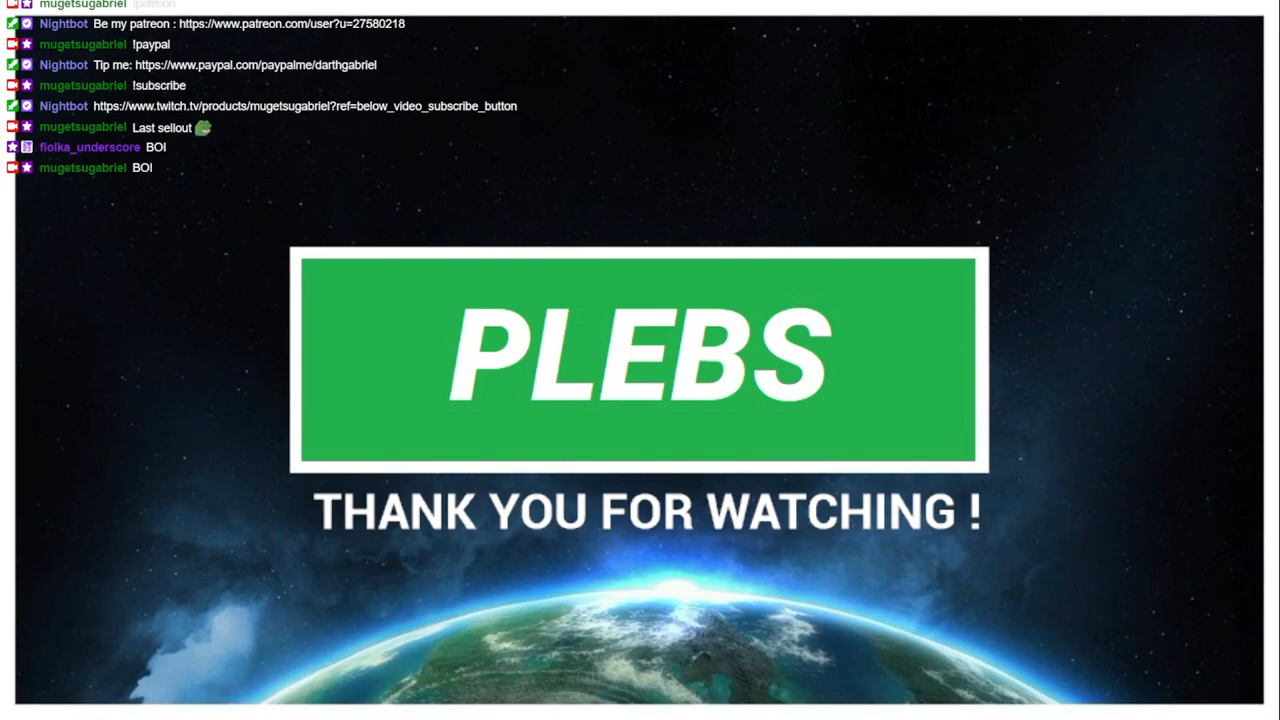 mugetsugabriel !patreon
Nightbot Be my patreon : https://www.patreon.com/user?u=27580218
mugetsugabriel !paypal
Nightbot Tip me: https://www.paypal.com/paypalme/darthgabriel
mugetsugabriel !subscribe
Nightbot https://www.twitch.tv/products/mugetsugabriel?ref=below_video_subscribe_button
mugetsugabriel Last sellout
fiolka_underscore BOI
mugetsugabriel BOI
PLEBS
THANK YOU FOR WATCHING !